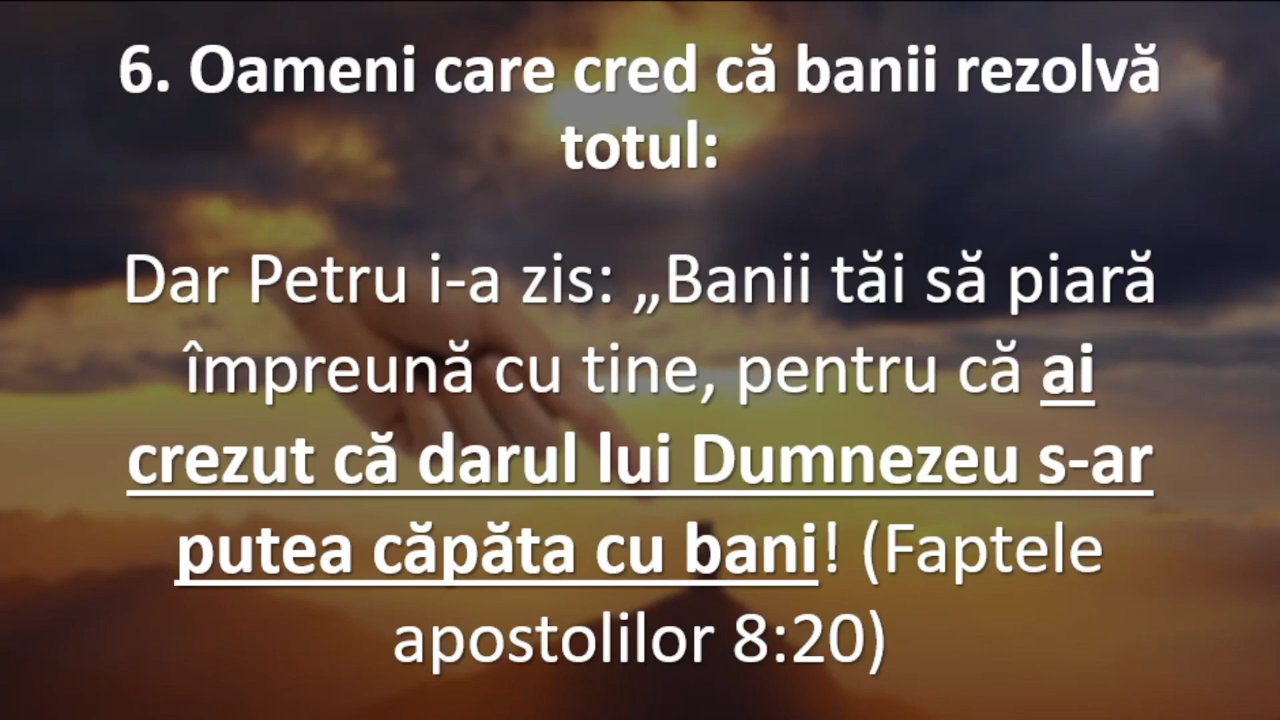 6. Oameni care cred că banii rezolvă
totul:
Dar Petru i-a zis: „Banii tăi să piară
împreună cu tine, pentru că ai
crezut că darul lui Dumnezeu s-ar
putea căpăta cu bani! (Faptele
apostolilor 8:20)